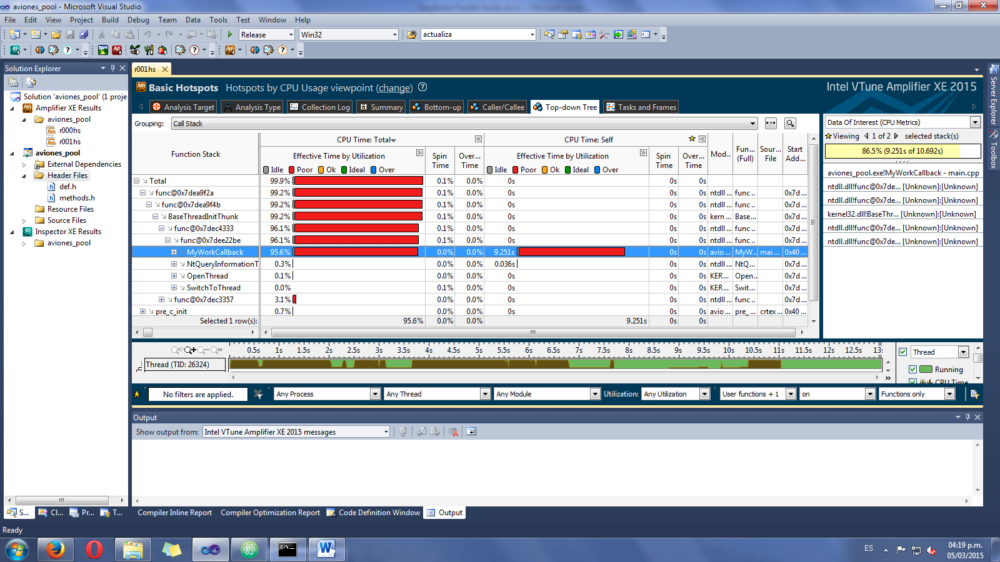 aviones_pool - Microsoft Visual Studio
File Edit View Project Build Debug Team Data Tools Test Window Help
Release Win32 actualiza
Solution Explorer
Solution 'aviones_pool' (1 proje
Amplifier XE Results
aviones_pool
r000hs
r001hs
aviones_pool
External Dependencies
Header Files
def.h
methods.h
Resource Files
Source Files
Inspector XE Results
aviones_pool
S... Cl... Pr... T...
r001hs
Basic Hotspots Hotspots by CPU Usage viewpoint (change) ?
Intel VTune Amplifier XE 2015
Analysis Target Analysis Type Collection Log Summary Bottom-up Caller/Callee Top-down Tree Tasks and Frames
Grouping: Call Stack
Function Stack
CPU Time: Total CPU Time: Self
Effective Time by Utilization Spin Time Over... Time Effective Time by Utilization Spin Time Over... Time
Idle Poor Ok Ideal Over Idle Poor Ok Ideal Over
Mod... Fun... (Full) Sour... File Start Add...
Total 99.9% 0.1% 0.0% 0s 0s 0s
func@0x7dea9f2a 99.2% 0.1% 0.0% 0s 0s 0s ntdll ... func ... 0x7d ...
func@0x7dea9f4b 99.2% 0.1% 0.0% 0s 0s 0s ntdll ... func ... 0x7d ...
BaseThreadInitThunk 99.2% 0.1% 0.0% 0s 0s 0s kern ... Base... 0x7d ...
func@0x7dec4333 96.1% 0.1% 0.0% 0s 0s 0s ntdll ... func ... 0x7d ...
func@0x7dee22be 96.1% 0.1% 0.0% 0s 0s 0s ntdll ... func ... 0x7d ...
MyWorkCallback 95.6% 0.0% 0.0% 9.251s 0s 0s avio ... MyW... mai ... 0x40 ...
NtQueryInformationT 0.3% 0.0% 0.0% 0.036s 0s 0s ntdll ... NtQ... 0x7d ...
OpenThread 0.1% 0.0% 0.0% 0s 0s 0s KER... Open... 0x7d ...
SwitchToThread 0.0% 0.1% 0.0% 0s 0s 0s KER... Swit... 0x7d ...
func@0x7dec3357 3.1% 0.0% 0.0% 0s 0s 0s ntdll ... func ... 0x7d ...
pre_c_init 0.7% 0.0% 0.0% 0s 0s 0s avio ... pre_... crtex... 0x40 ...
Selected 1 row(s): 95.6% 0.0% 0.0% 9.251s 0s 0s
Data Of Interest (CPU Metrics)
Viewing 1 of 2 selected stack(s)
86.5% (9.251s of 10.692s)
aviones_pool.exe!MyWorkCallback - main.cpp
ntdll.dll!func@0x7de... [Unknown]:[Unknown]
ntdll.dll!func@0x7de... [Unknown]:[Unknown]
kernel32.dll!BaseThr... [Unknown]:[Unknown]
ntdll.dll!func@0x7de... [Unknown]:[Unknown]
ntdll.dll!func@0x7de... [Unknown]:[Unknown]
Server Explorer
Toolbox
0.5s 1s 1.5s 2s 2.5s 3s 3.5s 4s 4.5s 5s 5.5s 6s 6.5s 7s 7.5s 8s 8.5s 9s 9.5s 10s 10.5s 11s 11.5s 12s 12.5s 13s
Th...
Thread (TID: 26324)
Thread
Running
CPU Time
No filters are applied. Any Process Any Thread Any Module Utilization: Any Utilization User functions + 1 on Functions only
Output
Show output from: Intel VTune Amplifier XE 2015 messages
Compiler Inline Report Compiler Optimization Report Code Definition Window Output
Ready
ES
04:19 p.m.
05/03/2015